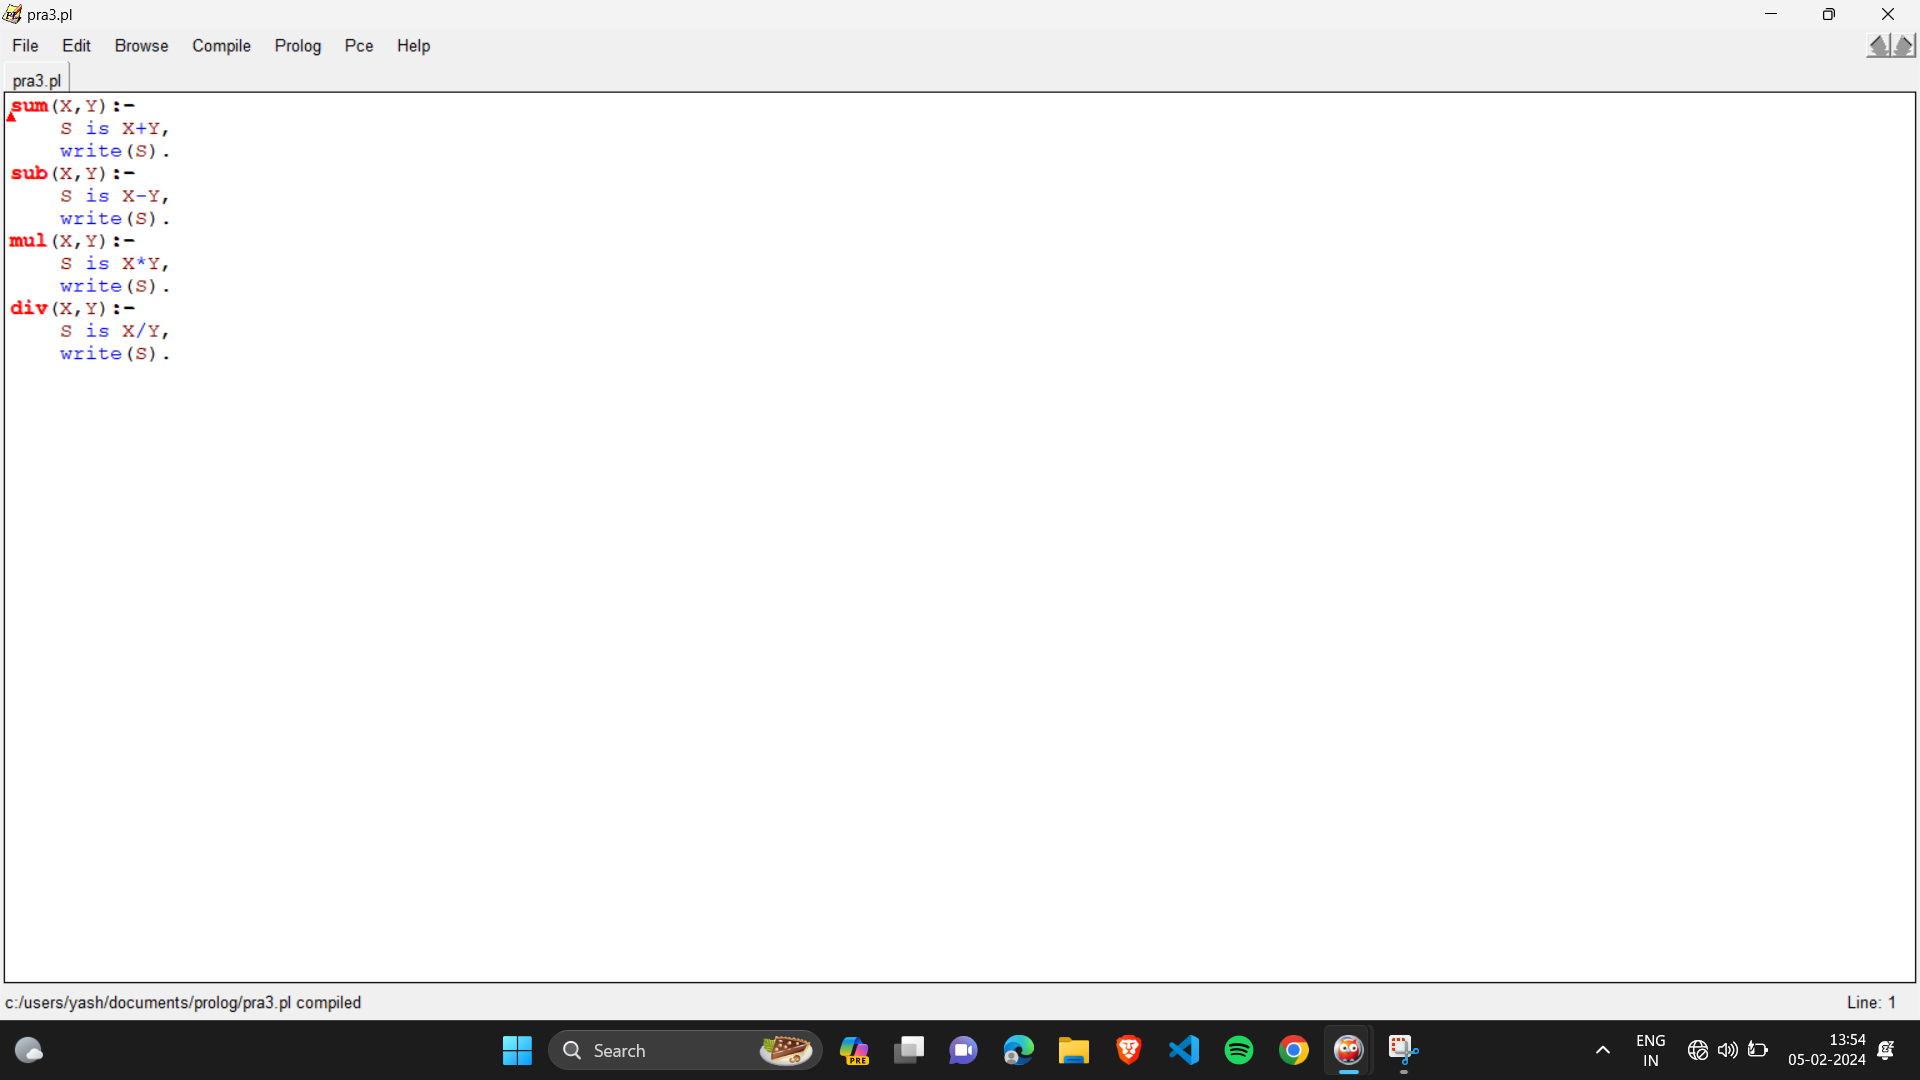 pra3.pl
File Edit Browse Compile Prolog Pce Help
pra3.pl
sum(X,Y):-
    S is X+Y,
    write(S).
sub(X,Y):-
    S is X-Y,
    write(S).
mul(X,Y):-
    S is X*Y,
    write(S).
div(X,Y):-
    S is X/Y,
    write(S).
c:/users/yash/documents/prolog/pra3.pl compiled
Line: 1
Search
PRE
ENG
IN
13:54
05-02-2024